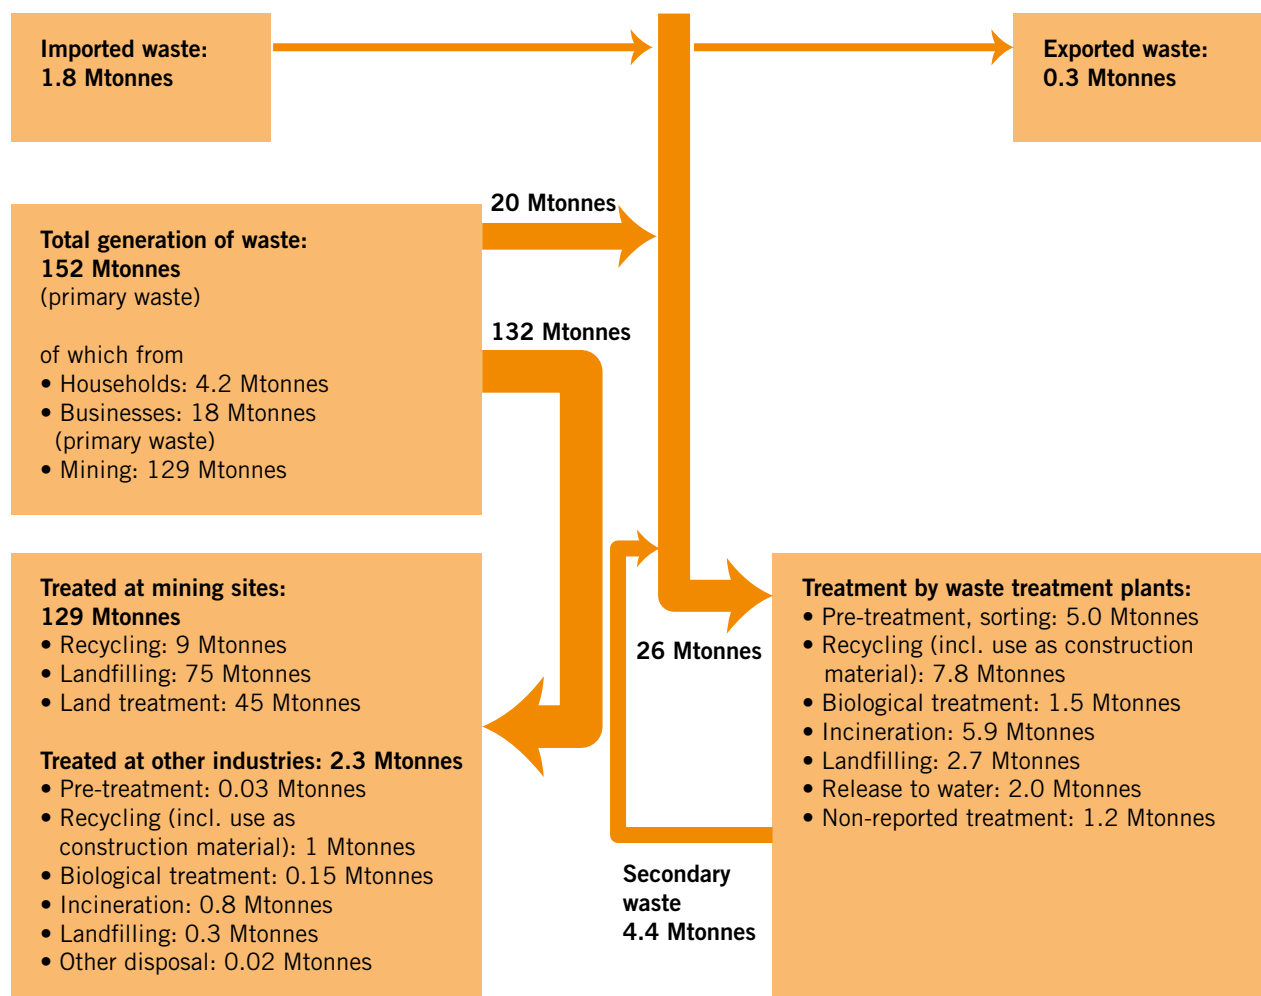 Imported waste:
1.8 Mtonnes
Exported waste:
0.3 Mtonnes
20 Mtonnes
Total generation of waste:
152 Mtonnes
(primary waste)
of which from
• Households: 4.2 Mtonnes
• Businesses: 18 Mtonnes
(primary waste)
• Mining: 129 Mtonnes
132 Mtonnes
Treated at mining sites:
129 Mtonnes
• Recycling: 9 Mtonnes
• Landfilling: 75 Mtonnes
• Land treatment: 45 Mtonnes
Treated at other industries: 2.3 Mtonnes
• Pre-treatment: 0.03 Mtonnes
• Recycling (incl. use as
construction material): 1 Mtonnes
• Biological treatment: 0.15 Mtonnes
• Incineration: 0.8 Mtonnes
• Landfilling: 0.3 Mtonnes
• Other disposal: 0.02 Mtonnes
26 Mtonnes
Secondary
waste
4.4 Mtonnes
Treatment by waste treatment plants:
• Pre-treatment, sorting: 5.0 Mtonnes
• Recycling (incl. use as construction
material): 7.8 Mtonnes
• Biological treatment: 1.5 Mtonnes
• Incineration: 5.9 Mtonnes
• Landfilling: 2.7 Mtonnes
• Release to water: 2.0 Mtonnes
• Non-reported treatment: 1.2 Mtonnes